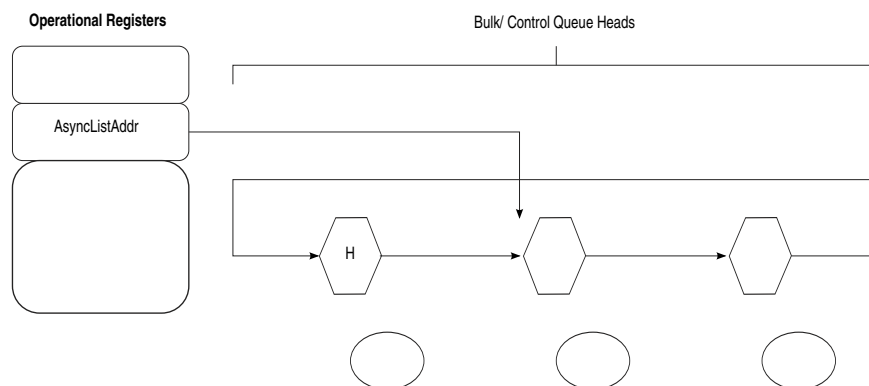 Operational Registers
Bulk/ Control Queue Heads
AsyncListAddr
H